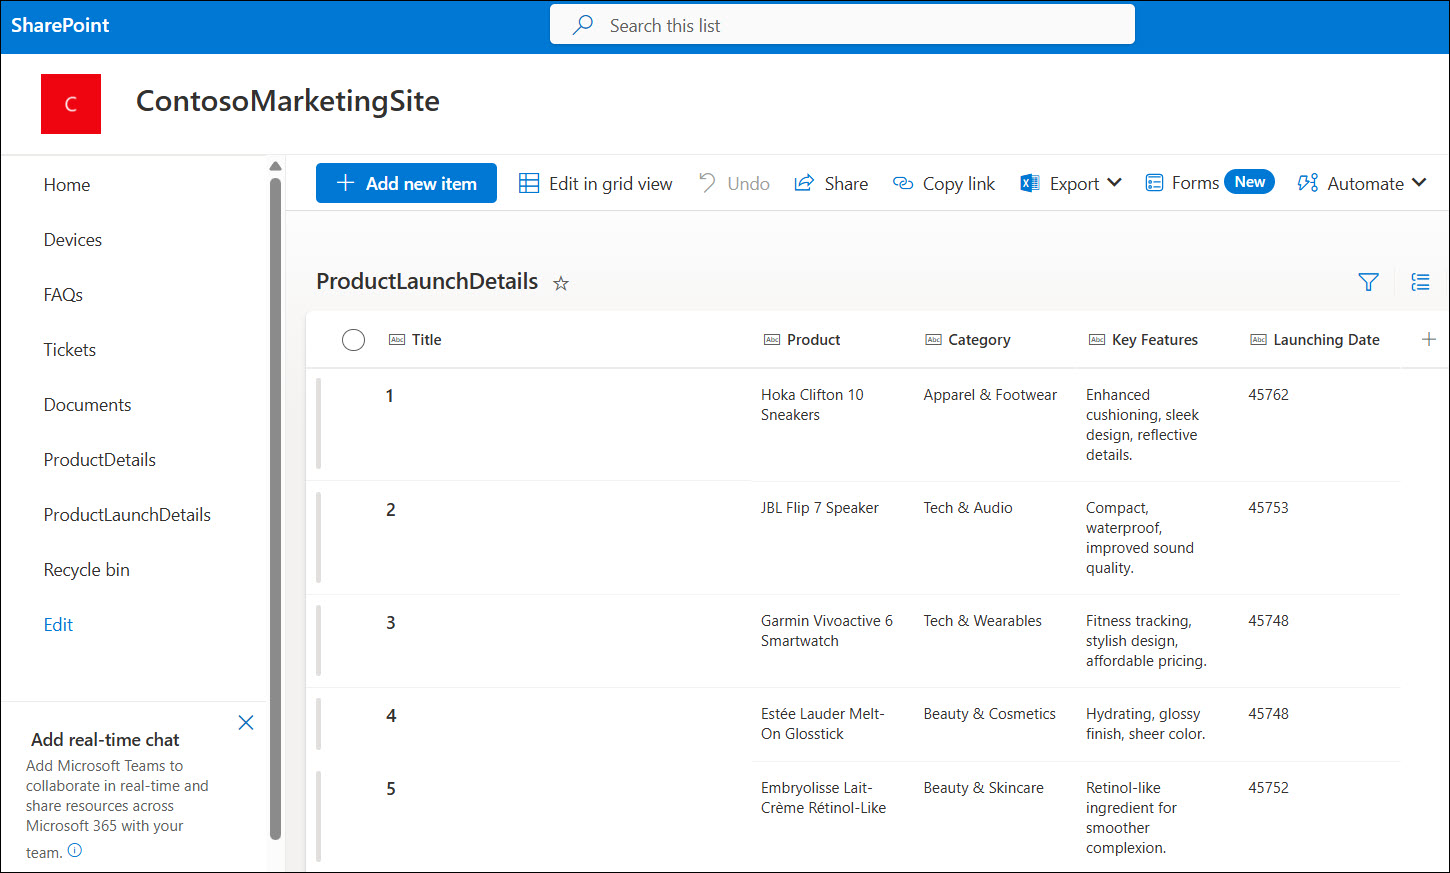 SharePoint
Search this list
C
ContosoMarketingSite
Home
Devices
FAQs
Tickets
Documents
ProductDetails
ProductLaunchDetails
Recycle bin
Edit
Add real-time chat
Add Microsoft Teams to
collaborate in real-time and
share resources across
Microsoft 365 with your
team.
Add new item
Edit in grid view
Undo
Share
Copy link
Export
Forms
New
Automate
ProductLaunchDetails
Abc Title
Abc Product
Abc Category
Abc Key Features
Abc Launching Date
1
Hoka Clifton 10
Sneakers
Apparel & Footwear
Enhanced
cushioning, sleek
design, reflective
details.
45762
2
JBL Flip 7 Speaker
Tech & Audio
Compact,
waterproof,
improved sound
quality.
45753
3
Garmin Vivoactive 6
Smartwatch
Tech & Wearables
Fitness tracking,
stylish design,
affordable pricing.
45748
4
Estée Lauder Melt-
On Glosstick
Beauty & Cosmetics
Hydrating, glossy
finish, sheer color.
45748
5
Embryolisse Lait-
Crème Rétinol-Like
Beauty & Skincare
Retinol-like
ingredient for
smoother
complexion.
45752